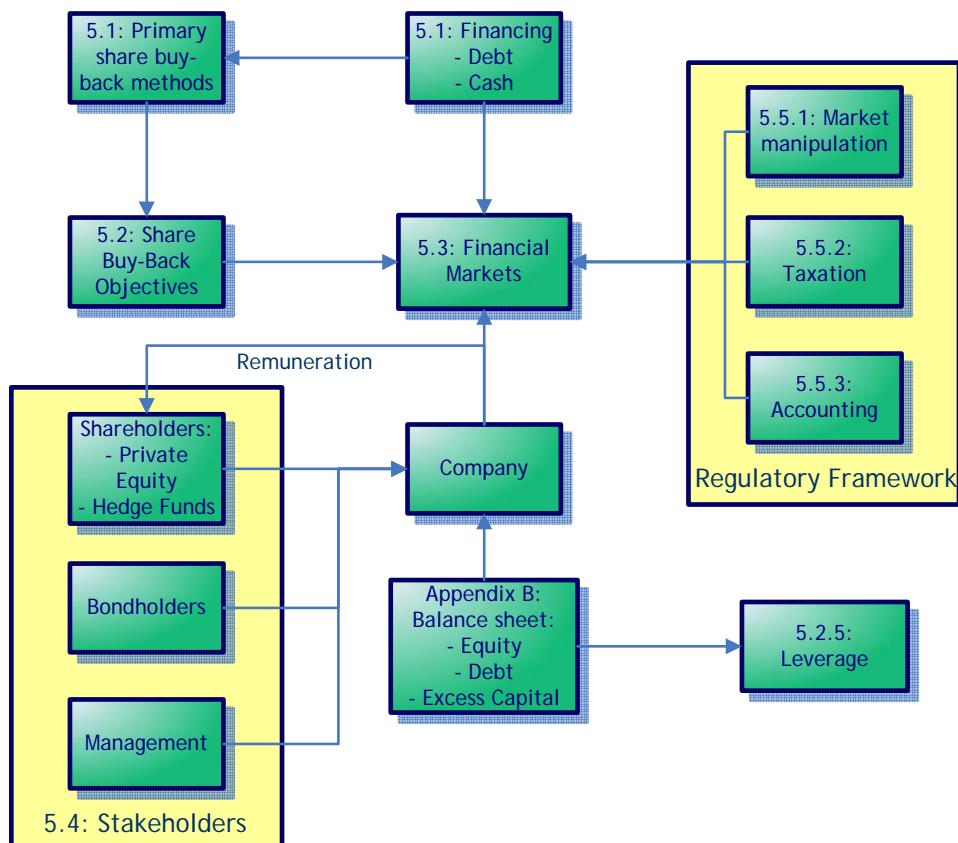 5.1: Primary
share buy-
back methods
5.1: Financing
- Debt
- Cash
5.5.1: Market
manipulation
5.2: Share
Buy-Back
Objectives
5.3: Financial
Markets
5.5.2:
Taxation
Remuneration
5.5.3:
Accounting
Regulatory Framework
Shareholders:
- Private
Equity
- Hedge Funds
Company
Bondholders
Appendix B:
Balance sheet:
- Equity
- Debt
- Excess Capital
5.2.5:
Leverage
Management
5.4: Stakeholders